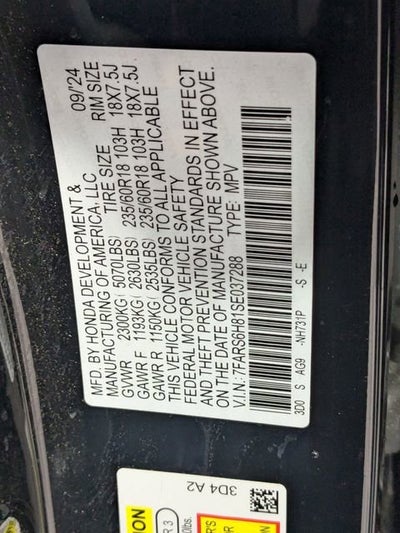 MFD. BY HONDA DEVELOPMENT & 09/'24
MANUFACTURING OF AMERICA, LLC
TIRE SIZE RIM SIZE
GVWR 2300KG( 5070LBS)
GAWR F 1193KG( 2630LBS) 235/60R18 103H 18X7.5J
GAWR R 1150KG( 2535LBS) 235/60R18 103H 18X7.5J
THIS VEHICLE CONFORMS TO ALL APPLICABLE
FEDERAL MOTOR VEHICLE SAFETY
AND THEFT PREVENTION STANDARDS IN EFFECT
ON THE DATE OF MANUFACTURE SHOWN ABOVE.
V.I.N.: 7FARS6H81SE037288 TYPE: MPV
3D0 S AG9 -NH731P -S -E
3D4 A2